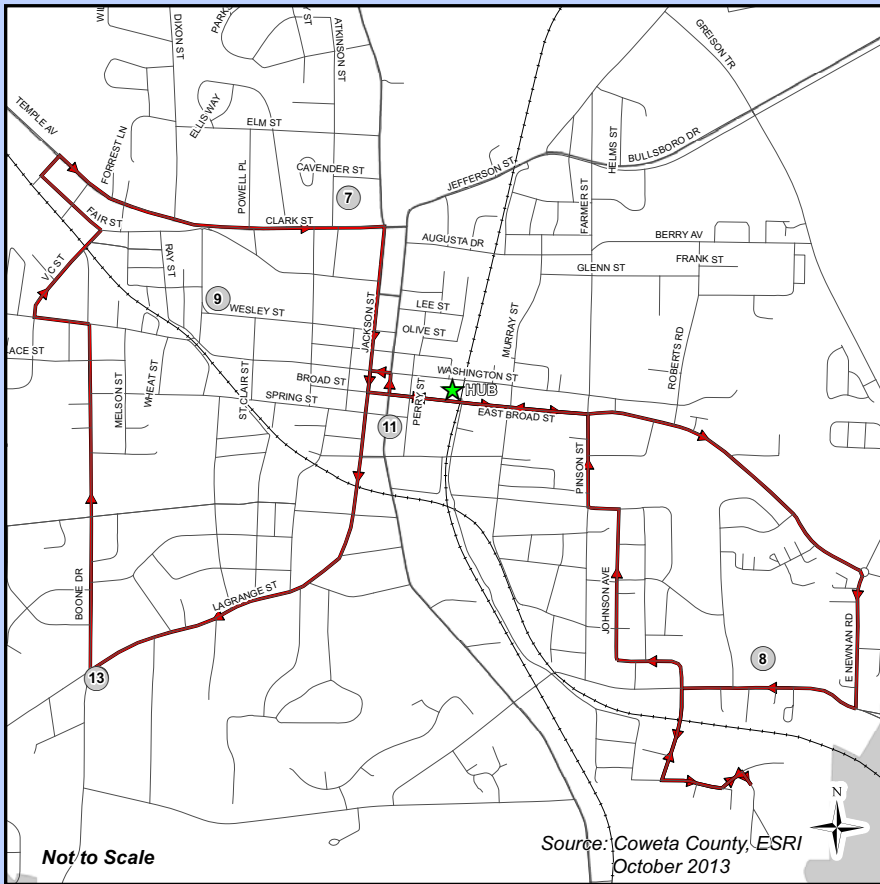 DIXON ST
ATKINSON ST
GREISON TR
TEMPLE AV
FORREST LN
ELLIS WAY
ELM ST
POWELL PL
CAVENDER ST
JEFFERSON ST
HELMS ST
BULLSBORO DR
7
FAIR ST
CLARK ST
AUGUSTA DR
FARMER ST
BERRY AV
V C ST
RAY ST
GLENN ST
FRANK ST
9
WESLEY ST
JACKSON ST
LEE ST
OLIVE ST
MURRAY ST
ROBERTS RD
LACE ST
MELSON ST
WHEAT ST
ST. CLAIR ST
BROAD ST
SPRING ST
PERRY ST
WASHINGTON ST
HUB
EAST BROAD ST
11
PINSON ST
BOONE DR
LAGRANGE ST
JOHNSON AVE
E NEWNAN RD
13
8
N
Not to Scale
Source: Coweta County, ESRI
October 2013